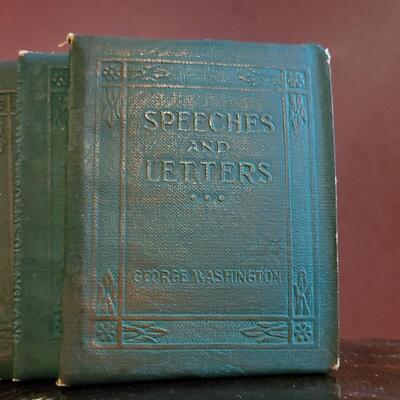 SPEECHES
AND
LETTERS
GEORGE WASHINGTON